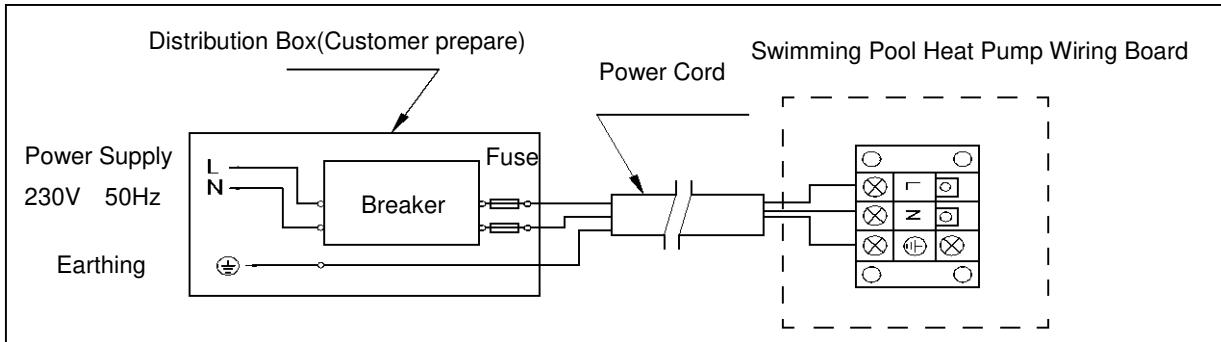 Distribution Box(Customer prepare)
Swimming Pool Heat Pump Wiring Board
Power Cord
Power Supply
230V 50Hz
L
N
Fuse
Breaker
Earthing
L
N